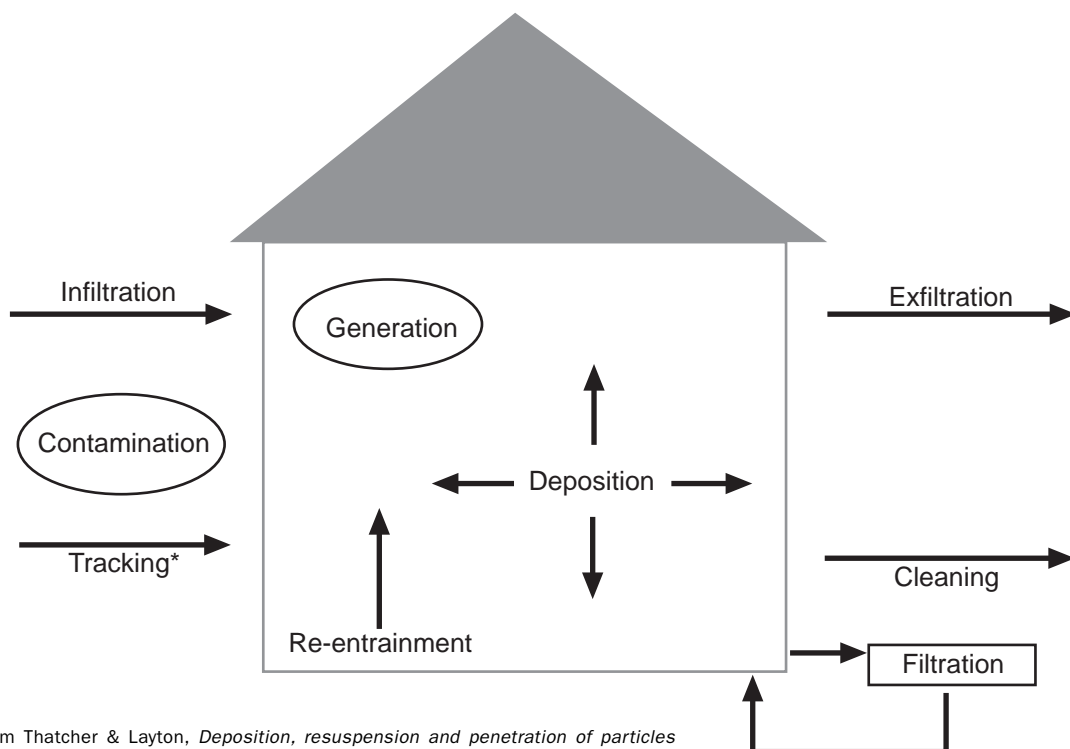 Infiltration
Exfiltration
Generation
Contamination
Deposition
Tracking*
Cleaning
Re-entrainment
Filtration
Thatcher & Layton, Deposition, resuspension and penetration of particles